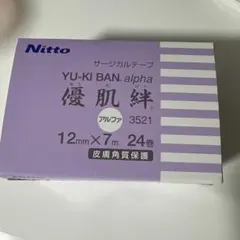 Nitto
サージカルテープ
YU-KI BAN. alpha
優肌絆
アルファ 3521
12mm×7m 24巻
皮膚角質保護